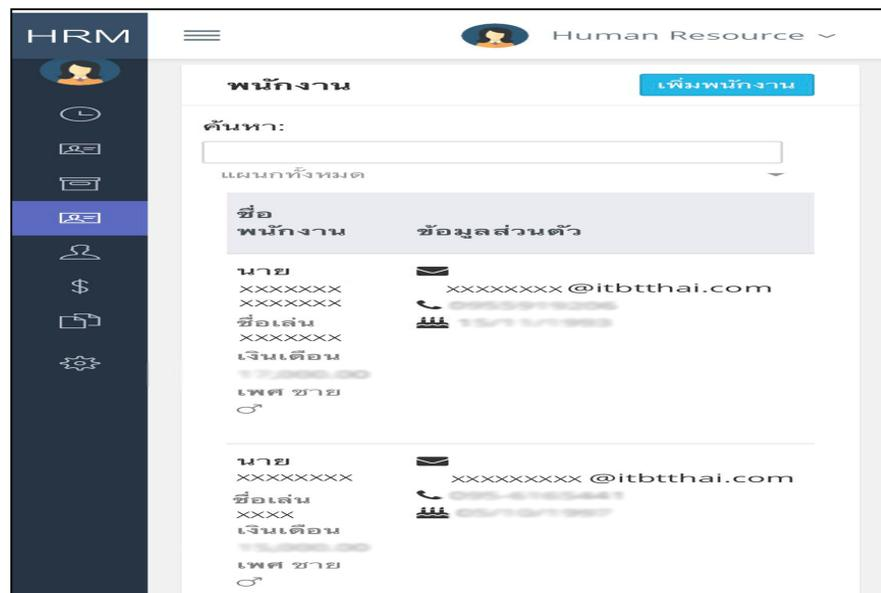 HRM
Human Resource
พนักงาน
เพิ่มพนักงาน
ค้นหา:
แผนกทั้งหมด
ชื่อ
พนักงาน
ข้อมูลส่วนตัว
นาย
xxxxxxx
xxxxxxx
ชื่อเล่น
xxxxxxx
เงินเดือน
เพศ ชาย
xxxxxxxx @itbtthai.com
นาย
xxxxxxxx
ชื่อเล่น
xxxx
เงินเดือน
เพศ ชาย
xxxxxxxxx @itbtthai.com